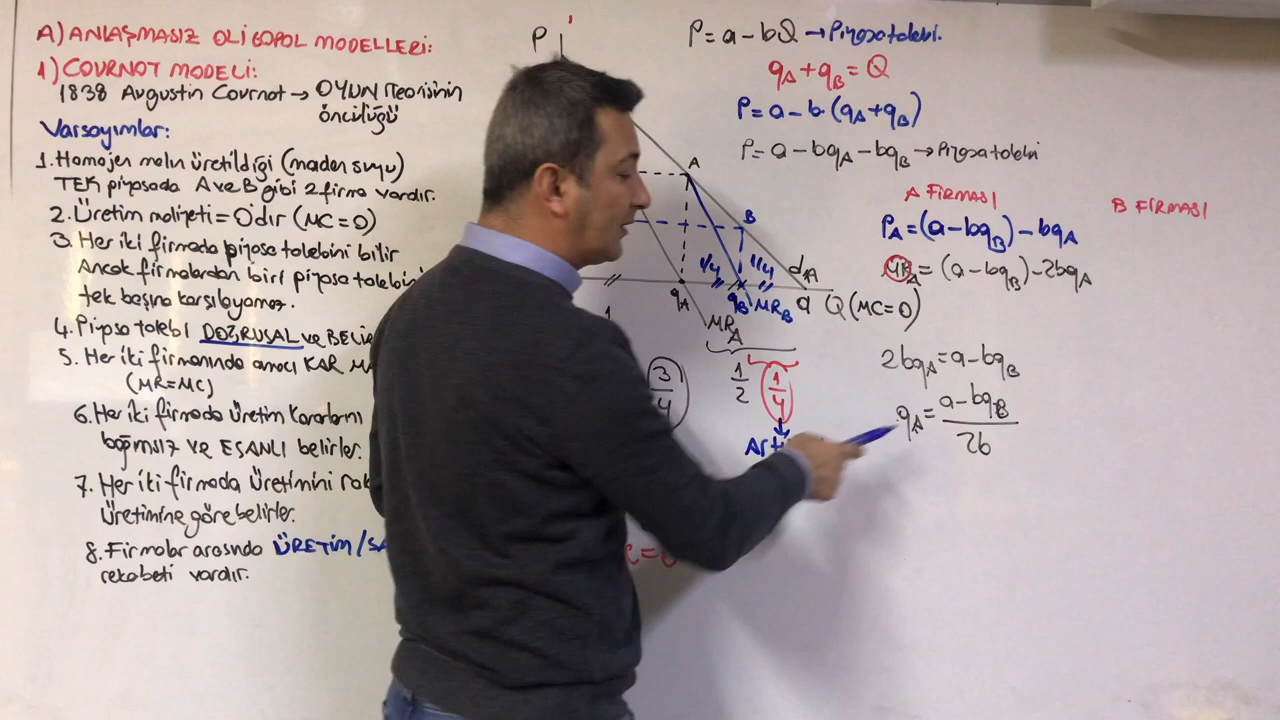 A) ANLAŞMASIZ OLİGOPOL MODELLERİ:
1) COURNOT MODELİ:
1838 Avgustin Cournot → OYUN Teorisinin
öncülüğü
Varsayımlar:
1. Homojen malın üretildiği (maden suyu)
TEK piyasada A ve B gibi 2 firma vardır.
2. Üretim maliyeti = 0'dır (MC = 0)
3. Her iki firmada piyasa talebini bilir
Ancak firmalardan biri piyasa talebini
tek başına karşılayamaz.
4. Piyasa talebi DOĞRUSAL ve
5. Her iki firmanında amacı KAR
(MR=MC)
6. Her iki firmada üretim kararlarını
bağımsız ve EŞANLI belirler.
7. Her iki firmada üretimini
üretimine göre belirler.
8. Firmalar arasında ÜRETİM /
rekabeti vardır.
P
A
B
1/4 1/4
dA
qA
qB
MRB
a
Q (MC=0)
MRA
1
3/4
1/2
1/4
P = a - bQ → Piyasa talebi.
qA + qB = Q
P = a - b.(qA + qB)
P = a - bqA - bqB → Piyasa talebi
A FİRMASI
PA = (a - bqB) - bqA
MRA = (a - bqB) - 2bqA
2bqA = a - bqB
qA = a - bqB / 2b
B FİRMASI